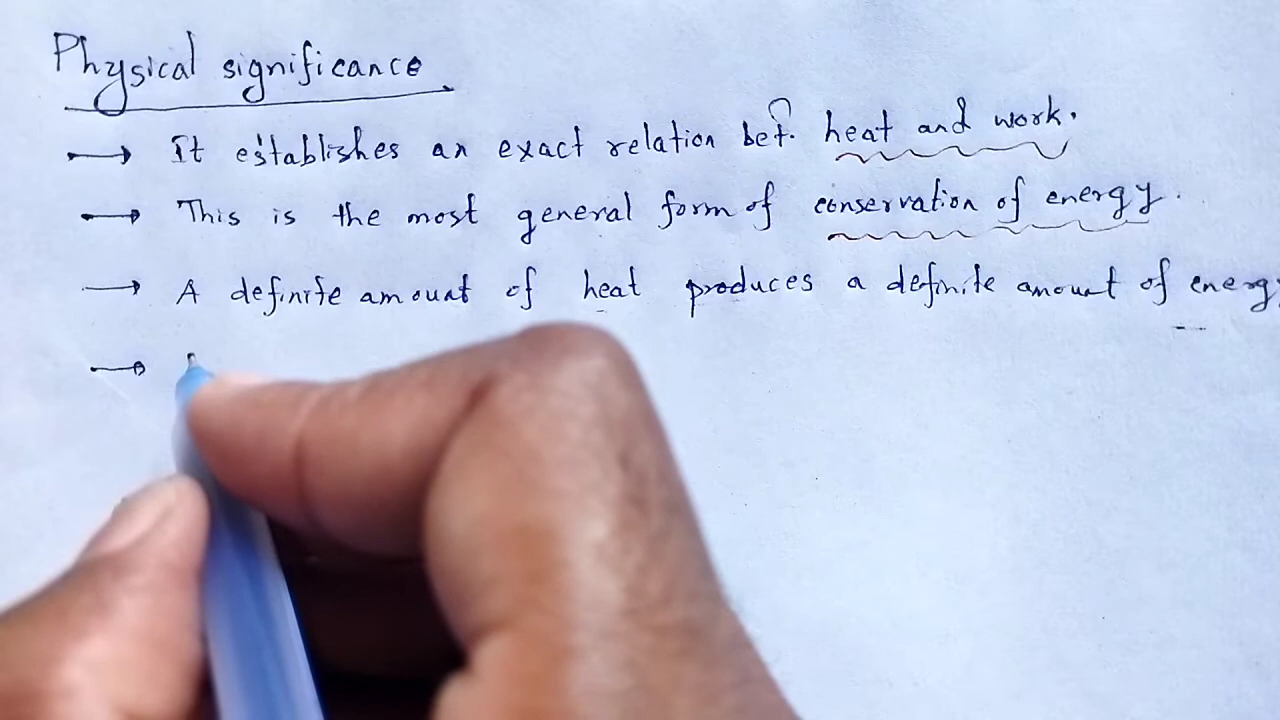 Physical significance
→ It establishes an exact relation bet. heat and work.
→ This is the most general form of conservation of energy.
→ A definite amount of heat produces a definite amount of energy
→